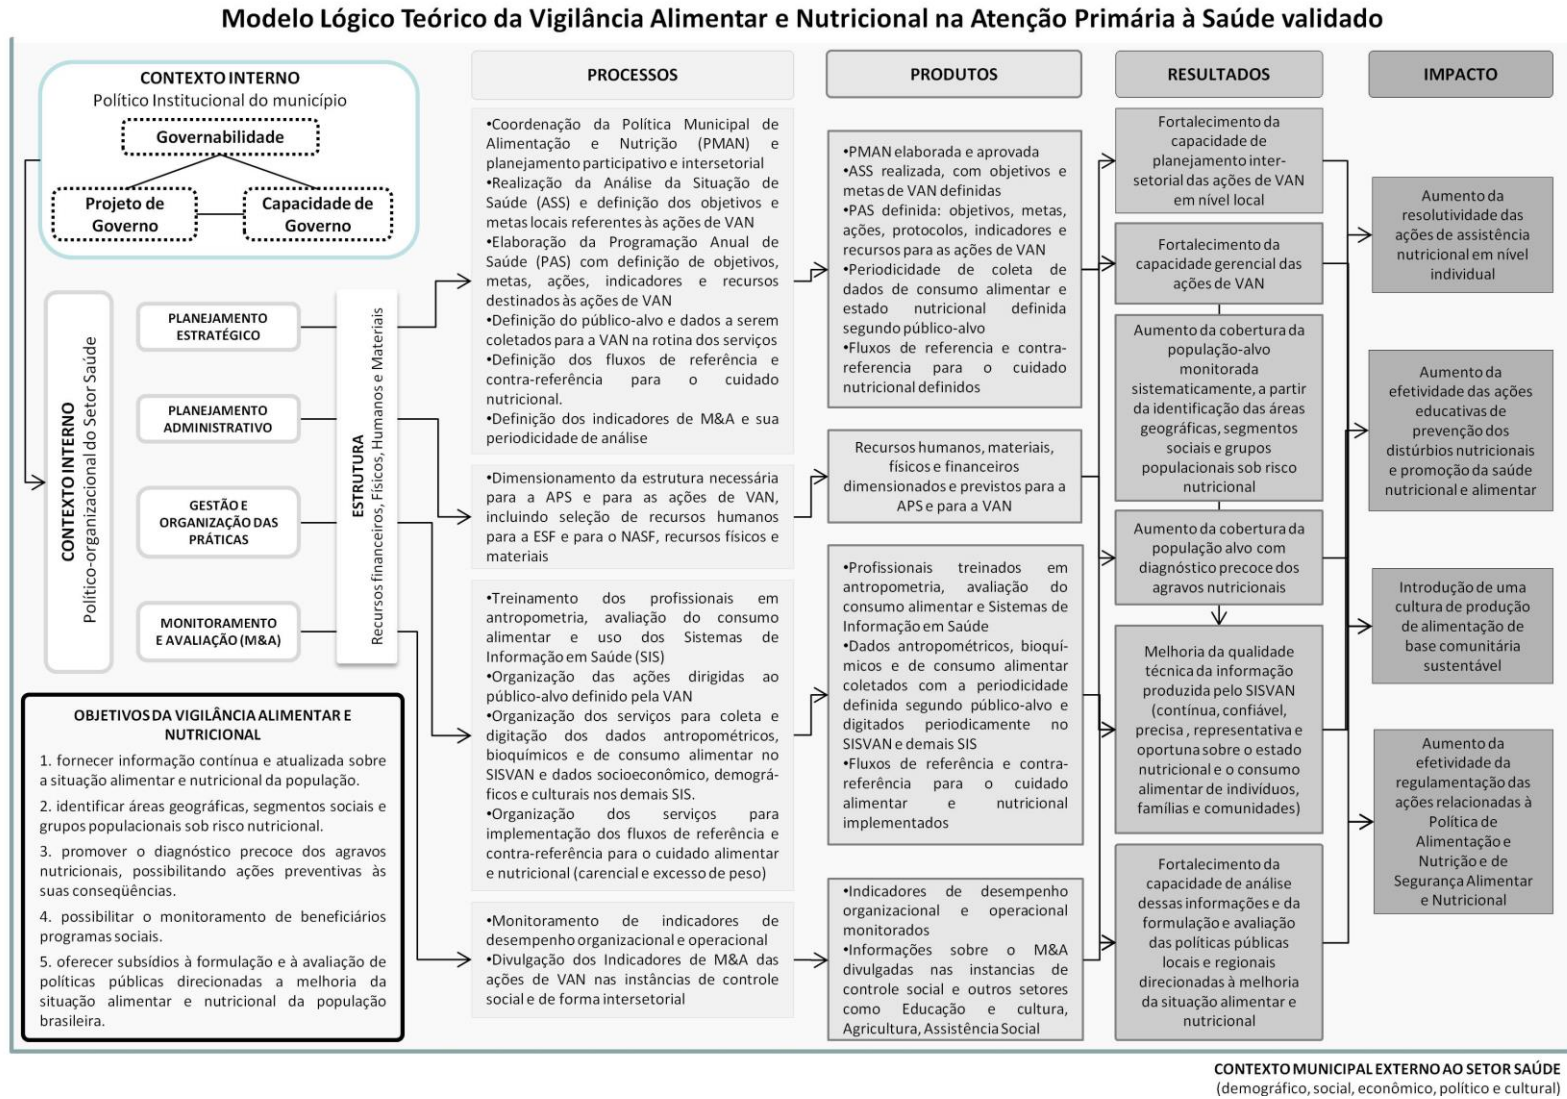 Modelo Lógico Teórico da Vigilância Alimentar e Nutricional na Atenção Primária à Saúde validado
CONTEXTO INTERNO
Político Institucional do município
Governabilidade
Projeto de
Governo
Capacidade de
Governo
CONTEXTO INTERNO
Político-organizacional do Setor Saúde
PLANEJAMENTO
ESTRATÉGICO
PLANEJAMENTO
ADMINISTRATIVO
GESTÃO E
ORGANIZAÇÃO DAS
PRÁTICAS
MONITORAMENTO
E AVALIAÇÃO (M&A)
ESTRUTURA
Recursos financeiros, Físicos, Humanos e Materiais
OBJETIVOS DA VIGILÂNCIA ALIMENTAR E
NUTRICIONAL
1. fornecer informação contínua e atualizada sobre
a situação alimentar e nutricional da população.
2. identificar áreas geográficas, segmentos sociais e
grupos populacionais sob risco nutricional.
3. promover o diagnóstico precoce dos agravos
nutricionais, possibilitando ações preventivas às
suas conseqüências.
4. possibilitar o monitoramento de beneficiários
programas sociais.
5. oferecer subsídios à formulação e à avaliação de
políticas públicas direcionadas a melhoria da
situação alimentar e nutricional da população
brasileira.
PROCESSOS
•Coordenação da Política Municipal de
Alimentação e Nutrição (PMAN) e
planejamento participativo e intersetorial
•Realização da Análise da Situação de
Saúde (ASS) e definição dos objetivos e
metas locais referentes às ações de VAN
•Elaboração da Programação Anual de
Saúde (PAS) com definição de objetivos,
metas, ações, indicadores e recursos
destinados às ações de VAN
•Definição do público-alvo e dados a serem
coletados para a VAN na rotina dos serviços
•Definição dos fluxos de referência e
contra-referência para o cuidado
nutricional.
•Definição dos indicadores de M&A e sua
periodicidade de análise
•Dimensionamento da estrutura necessária
para a APS e para as ações de VAN,
incluindo seleção de recursos humanos
para a ESF e para o NASF, recursos físicos e
materiais
•Treinamento dos profissionais em
antropometria, avaliação do consumo
alimentar e uso dos Sistemas de
Informação em Saúde (SIS)
•Organização das ações dirigidas ao
público-alvo definido pela VAN
•Organização dos serviços para coleta e
digitação dos dados antropométricos,
bioquímicos e de consumo alimentar no
SISVAN e dados socioeconômico, demográ-
ficos e culturais nos demais SIS.
•Organização dos serviços para
implementação dos fluxos de referência e
contra-referência para o cuidado alimentar
e nutricional (carencial e excesso de peso)
•Monitoramento de indicadores de
desempenho organizacional e operacional
•Divulgação dos Indicadores de M&A das
ações de VAN nas instâncias de controle
social e de forma intersetorial
PRODUTOS
•PMAN elaborada e aprovada
•ASS realizada, com objetivos e
metas de VAN definidas
•PAS definida: objetivos, metas,
ações, protocolos, indicadores e
recursos para as ações de VAN
•Periodicidade de coleta de
dados de consumo alimentar e
estado nutricional definida
segundo público-alvo
•Fluxos de referencia e contra-
referencia para o cuidado
nutricional definidos
Recursos humanos, materiais,
físicos e financeiros
dimensionados e previstos para a
APS e para a VAN
•Profissionais treinados em
antropometria, avaliação do
consumo alimentar e Sistemas de
Informação em Saúde
•Dados antropométricos, bioquí-
micos e de consumo alimentar
coletados com a periodicidade
definida segundo público-alvo e
digitados periodicamente no
SISVAN e demais SIS
•Fluxos de referência e contra-
referência para o cuidado
alimentar e nutricional
implementados
•Indicadores de desempenho
organizacional e operacional
monitorados
•Informações sobre o M&A
divulgadas nas instancias de
controle social e outros setores
como Educação e cultura,
Agricultura, Assistência Social
RESULTADOS
Fortalecimento da
capacidade de
planejamento inter-
setorial das ações de VAN
em nível local
Fortalecimento da
capacidade gerencial das
ações de VAN
Aumento da cobertura da
população-alvo
monitorada
sistematicamente, a partir
da identificação das áreas
geográficas, segmentos
sociais e grupos
populacionais sob risco
nutricional
Aumento da cobertura da
população alvo com
diagnóstico precoce dos
agravos nutricionais
Melhoria da qualidade
técnica da informação
produzida pelo SISVAN
(contínua, confiável,
precisa , representativa e
oportuna sobre o estado
nutricional e o consumo
alimentar de indivíduos,
famílias e comunidades)
Fortalecimento da
capacidade de análise
dessas informações e da
formulação e avaliação
das políticas públicas
locais e regionais
direcionadas à melhoria
da situação alimentar e
nutricional
IMPACTO
Aumento da
resolutividade das
ações de assistência
nutricional em nível
individual
Aumento da
efetividade das ações
educativas de
prevenção dos
distúrbios nutricionais
e promoção da saúde
nutricional e alimentar
Introdução de uma
cultura de produção
de alimentação de
base comunitária
sustentável
Aumento da
efetividade da
regulamentação das
ações relacionadas à
Política de
Alimentação e
Nutrição e de
Segurança Alimentar
e Nutricional
CONTEXTO MUNICIPAL EXTERNO AO SETOR SAÚDE
(demográfico, social, econômico, político e cultural)